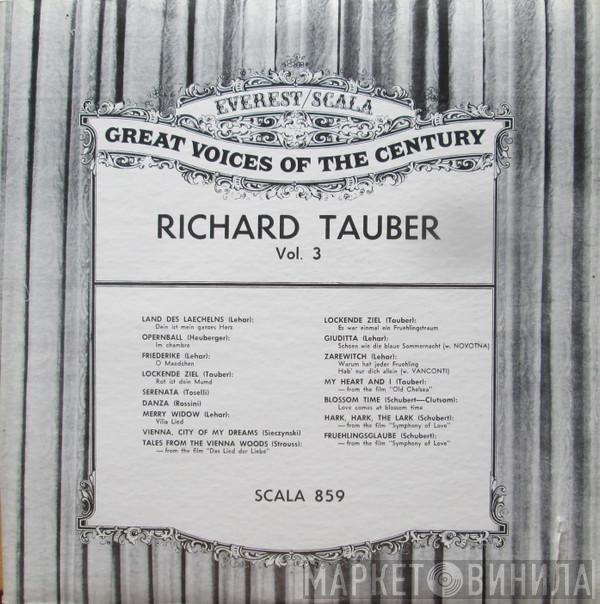 EVEREST/SCALA
GREAT VOICES OF THE CENTURY
RICHARD TAUBER
Vol. 3
LAND DES LAECHELNS (Lehar):
Dein ist mein ganzes Herz
OPERNBALL (Heuberger):
Im chambre
FRIEDERIKE (Lehar):
O Maedchen
LOCKENDE ZIEL (Tauber):
Rot ist dein Mund
SERENATA (Toselli)
DANZA (Rossini)
MERRY WIDOW (Lehar):
Vilia Lied
VIENNA, CITY OF MY DREAMS (Sieczynski)
TALES FROM THE VIENNA WOODS (Strauss):
—from the film "Das Lied der Liebe"
LOCKENDE ZIEL (Tauber):
Es war einmal ein Fruehlingstraum
GIUDITTA (Lehar):
Schoen wie die blaue Sommernacht (w. NOVOTNA)
ZAREWITCH (Lehar):
Warum hat jeder Fruehling
Hab' nur dich allein (w. VANCONTI)
MY HEART AND I (Tauber):
—from the film "Old Chelsea"
BLOSSOM TIME (Schubert—Clutsam):
Love comes at blossom time
HARK, HARK, THE LARK (Schubert):
—from the film "Symphony of Love"
FRUEHLINGSGLAUBE (Schubert):
—from the film "Symphony of Love"
SCALA 859
МАРКЕТ ВИНИЛА